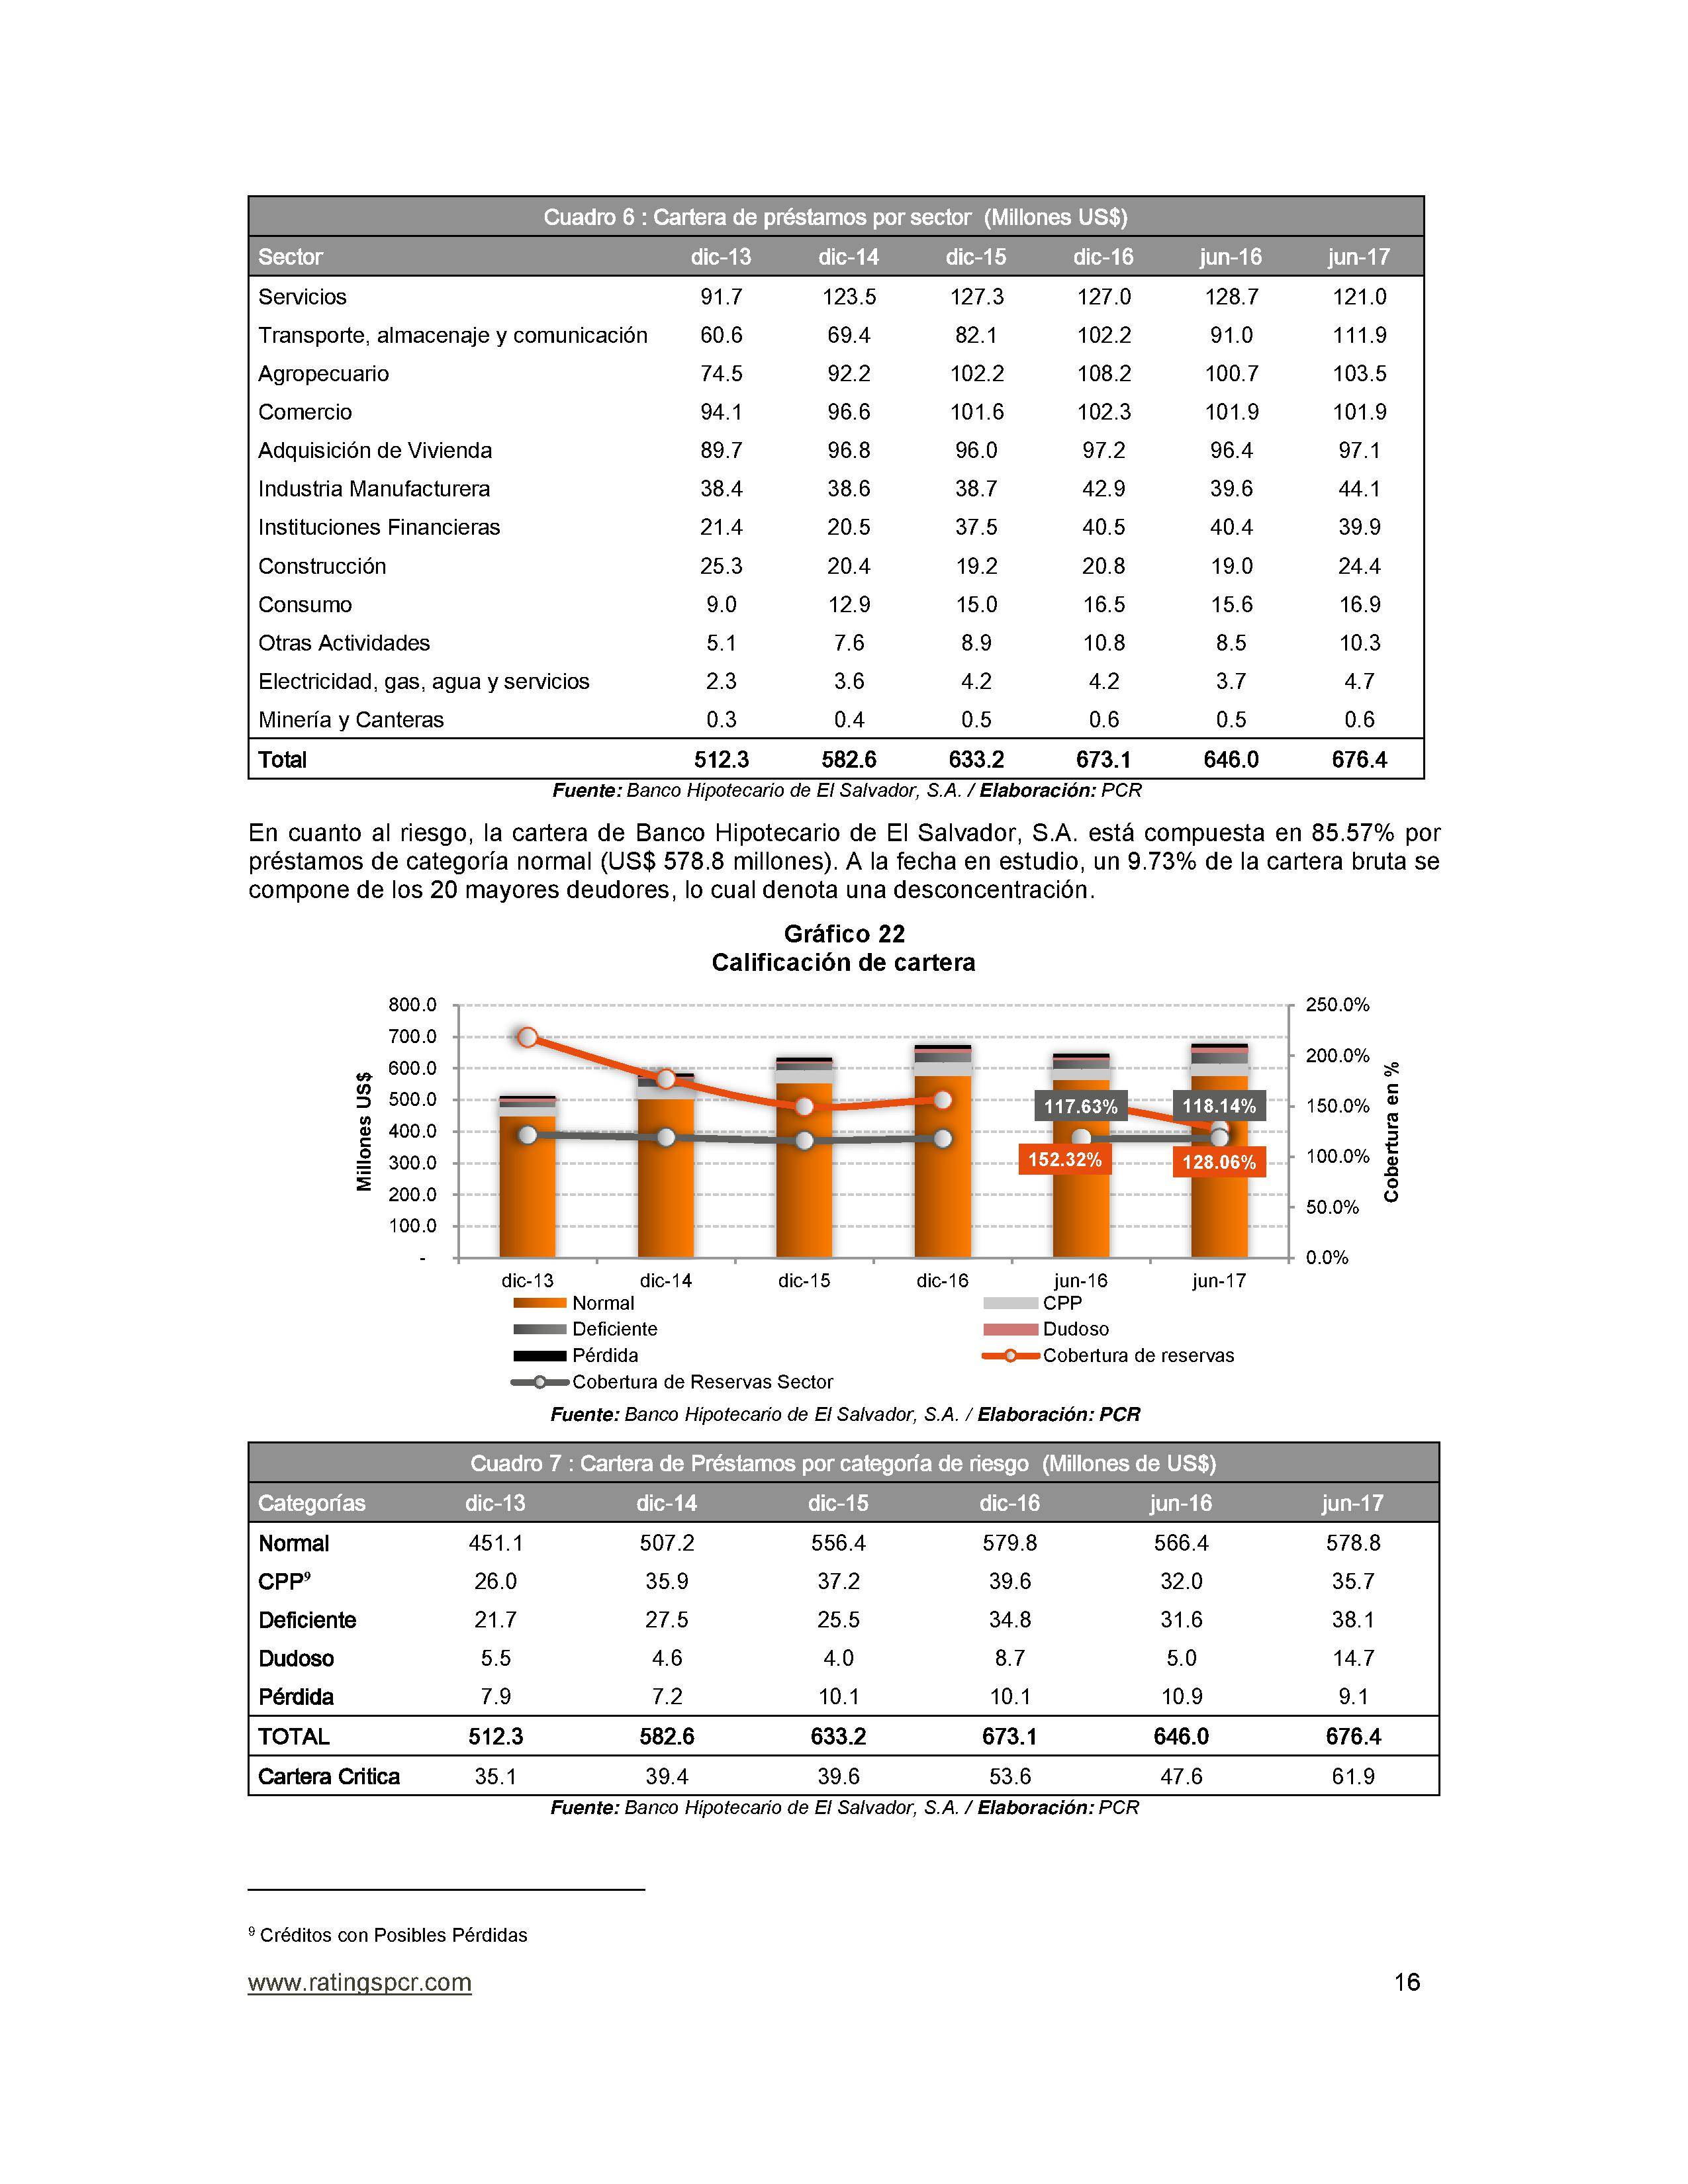 Cuadro 6 : Cartera de préstamos por sector (Millones US$)
Sector dic-13 dic-14 dic-15 dic-16 jun-16 jun-17
Servicios 91.7 123.5 127.3 127.0 128.7 121.0
Transporte, almacenaje y comunicación 60.6 69.4 82.1 102.2 91.0 111.9
Agropecuario 74.5 92.2 102.2 108.2 100.7 103.5
Comercio 94.1 96.6 101.6 102.3 101.9 101.9
Adquisición de Vivienda 89.7 96.8 96.0 97.2 96.4 97.1
Industria Manufacturera 38.4 38.6 38.7 42.9 39.6 44.1
Instituciones Financieras 21.4 20.5 37.5 40.5 40.4 39.9
Construcción 25.3 20.4 19.2 20.8 19.0 24.4
Consumo 9.0 12.9 15.0 16.5 15.6 16.9
Otras Actividades 5.1 7.6 8.9 10.8 8.5 10.3
Electricidad, gas, agua y servicios 2.3 3.6 4.2 4.2 3.7 4.7
Minería y Canteras 0.3 0.4 0.5 0.6 0.5 0.6
Total 512.3 582.6 633.2 673.1 646.0 676.4
Fuente: Banco Hipotecario de El Salvador, S.A. / Elaboración: PCR
En cuanto al riesgo, la cartera de Banco Hipotecario de El Salvador, S.A. está compuesta en 85.57% por
préstamos de categoría normal (US$ 578.8 millones). A la fecha en estudio, un 9.73% de la cartera bruta se
compone de los 20 mayores deudores, lo cual denota una desconcentración.
Gráfico 22
Calificación de cartera
800.0 250.0%
700.0
600.0 200.0%
500.0 117.63% 118.14% 150.0%
400.0
300.0 152.32% 128.06% 100.0%
200.0 50.0%
100.0
- 0.0%
Millones US$
Cobertura en %
dic-13 dic-14 dic-15 dic-16 jun-16 jun-17
Normal CPP
Deficiente Dudoso
Pérdida Cobertura de reservas
Cobertura de Reservas Sector
Fuente: Banco Hipotecario de El Salvador, S.A. / Elaboración: PCR
Cuadro 7 : Cartera de Préstamos por categoría de riesgo (Millones de US$)
Categorías dic-13 dic-14 dic-15 dic-16 jun-16 jun-17
Normal 451.1 507.2 556.4 579.8 566.4 578.8
CPP⁹ 26.0 35.9 37.2 39.6 32.0 35.7
Deficiente 21.7 27.5 25.5 34.8 31.6 38.1
Dudoso 5.5 4.6 4.0 8.7 5.0 14.7
Pérdida 7.9 7.2 10.1 10.1 10.9 9.1
TOTAL 512.3 582.6 633.2 673.1 646.0 676.4
Cartera Critica 35.1 39.4 39.6 53.6 47.6 61.9
Fuente: Banco Hipotecario de El Salvador, S.A. / Elaboración: PCR
⁹ Créditos con Posibles Pérdidas
www.ratingspcr.com 16